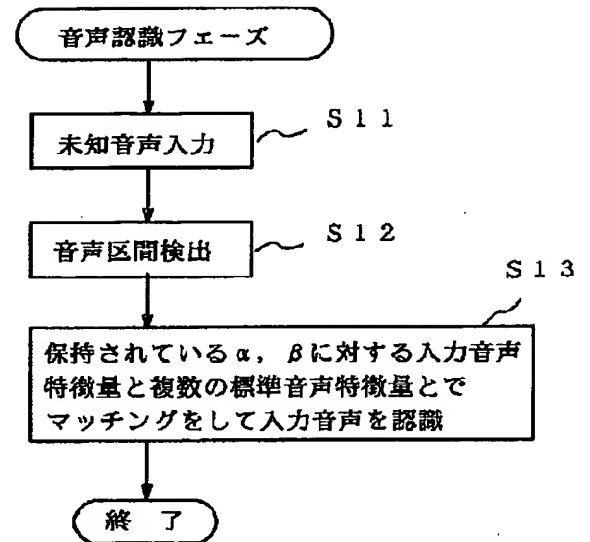 音声認識フェーズ
未知音声入力
S11
音声区間検出
S12
S13
保持されているα，βに対する入力音声
特徴量と複数の標準音声特徴量とで
マッチングをして入力音声を認識
終 了